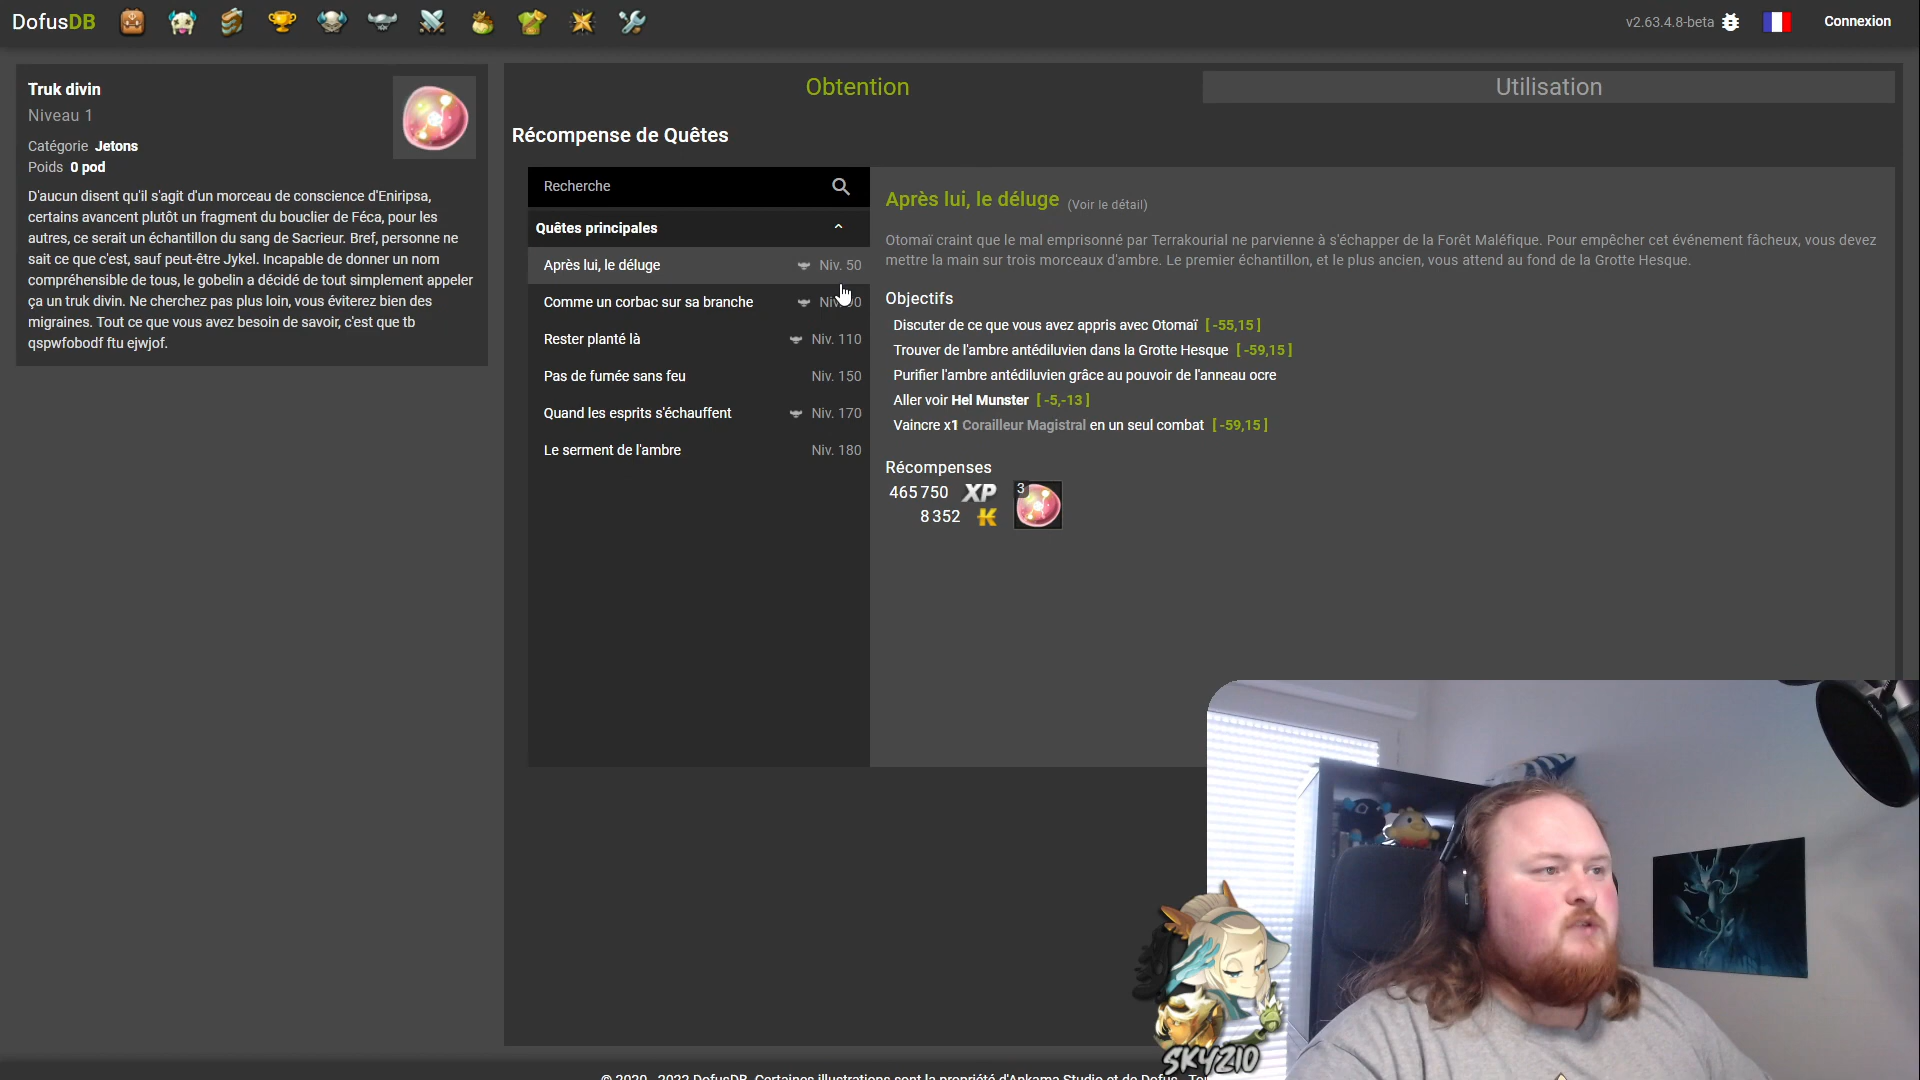 DofusDB
v2.63.4.8-beta
Connexion
Truk divin
Niveau 1
Catégorie Jetons
Poids 0 pod
D'aucun disent qu'il s'agit d'un morceau de conscience d'Eniripsa,
certains avancent plutôt un fragment du bouclier de Féca, pour les
autres, ce serait un échantillon du sang de Sacrieur. Bref, personne ne
sait ce que c'est, sauf peut-être Jykel. Incapable de donner un nom
compréhensible de tous, le gobelin a décidé de tout simplement appeler
ça un truk divin. Ne cherchez pas plus loin, vous éviterez bien des
migraines. Tout ce que vous avez besoin de savoir, c'est que tb
qspwfobodf ftu ejwjof.
Obtention
Utilisation
Récompense de Quêtes
Recherche
Quêtes principales
Après lui, le déluge Niv. 50
Comme un corbac sur sa branche
Rester planté là Niv. 110
Pas de fumée sans feu Niv. 150
Quand les esprits s'échauffent Niv. 170
Le serment de l'ambre Niv. 180
Après lui, le déluge (Voir le détail)
Otomaï craint que le mal emprisonné par Terrakourial ne parvienne à s'échapper de la Forêt Maléfique. Pour empêcher cet événement fâcheux, vous devez
mettre la main sur trois morceaux d'ambre. Le premier échantillon, et le plus ancien, vous attend au fond de la Grotte Hesque.
Objectifs
Discuter de ce que vous avez appris avec Otomaï [ -55,15 ]
Trouver de l'ambre antédiluvien dans la Grotte Hesque [ -59,15 ]
Purifier l'ambre antédiluvien grâce au pouvoir de l'anneau ocre
Aller voir Hel Munster [ -5,-13 ]
Vaincre x1 Corailleur Magistral en un seul combat [ -59,15 ]
Récompenses
465 750 XP
8 352 K
3
SKYZIO